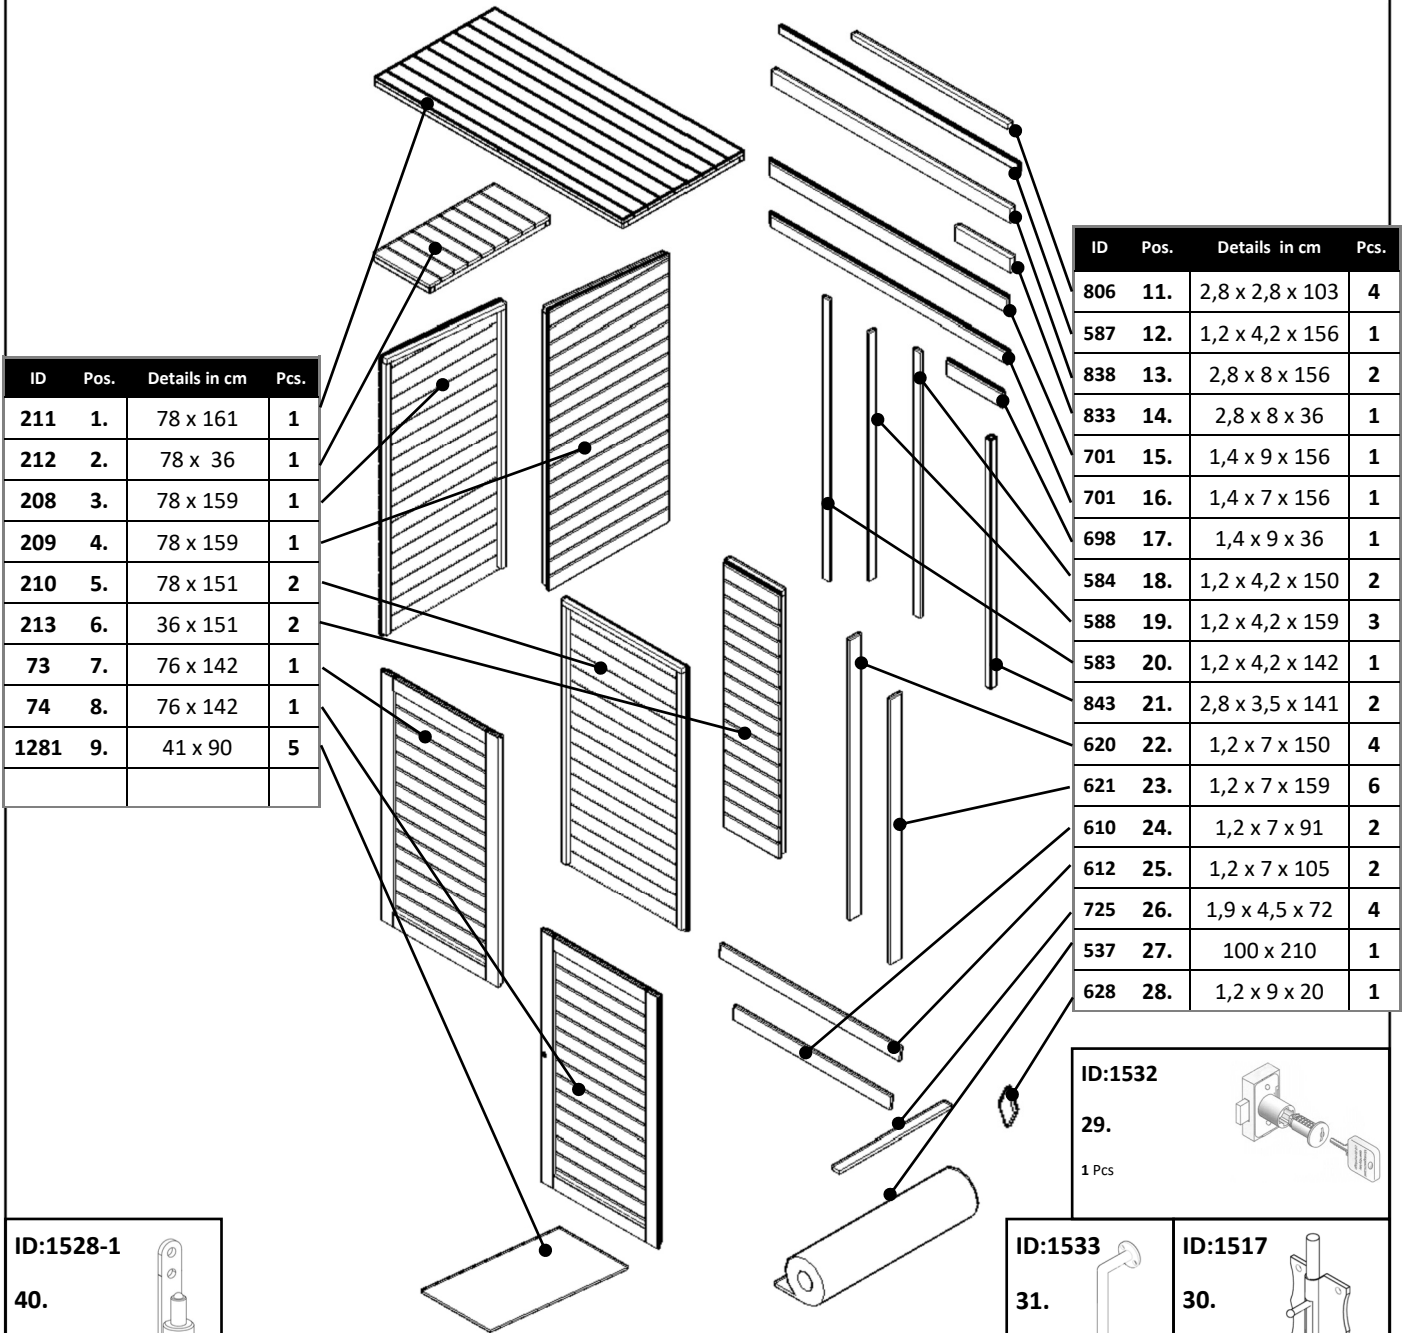 ID Pos. Details in cm Pcs.
211 1. 78 x 161 1
212 2. 78 x 36 1
208 3. 78 x 159 1
209 4. 78 x 159 1
210 5. 78 x 151 2
213 6. 36 x 151 2
73 7. 76 x 142 1
74 8. 76 x 142 1
1281 9. 41 x 90 5
ID Pos. Details in cm Pcs.
806 11. 2,8 x 2,8 x 103 4
587 12. 1,2 x 4,2 x 156 1
838 13. 2,8 x 8 x 156 2
833 14. 2,8 x 8 x 36 1
701 15. 1,4 x 9 x 156 1
701 16. 1,4 x 7 x 156 1
698 17. 1,4 x 9 x 36 1
584 18. 1,2 x 4,2 x 150 2
588 19. 1,2 x 4,2 x 159 3
583 20. 1,2 x 4,2 x 142 1
843 21. 2,8 x 3,5 x 141 2
620 22. 1,2 x 7 x 150 4
621 23. 1,2 x 7 x 159 6
610 24. 1,2 x 7 x 91 2
612 25. 1,2 x 7 x 105 2
725 26. 1,9 x 4,5 x 72 4
537 27. 100 x 210 1
628 28. 1,2 x 9 x 20 1
ID:1532
29.
1 Pcs
ID:1528-1
40.
ID:1533
31.
ID:1517
30.